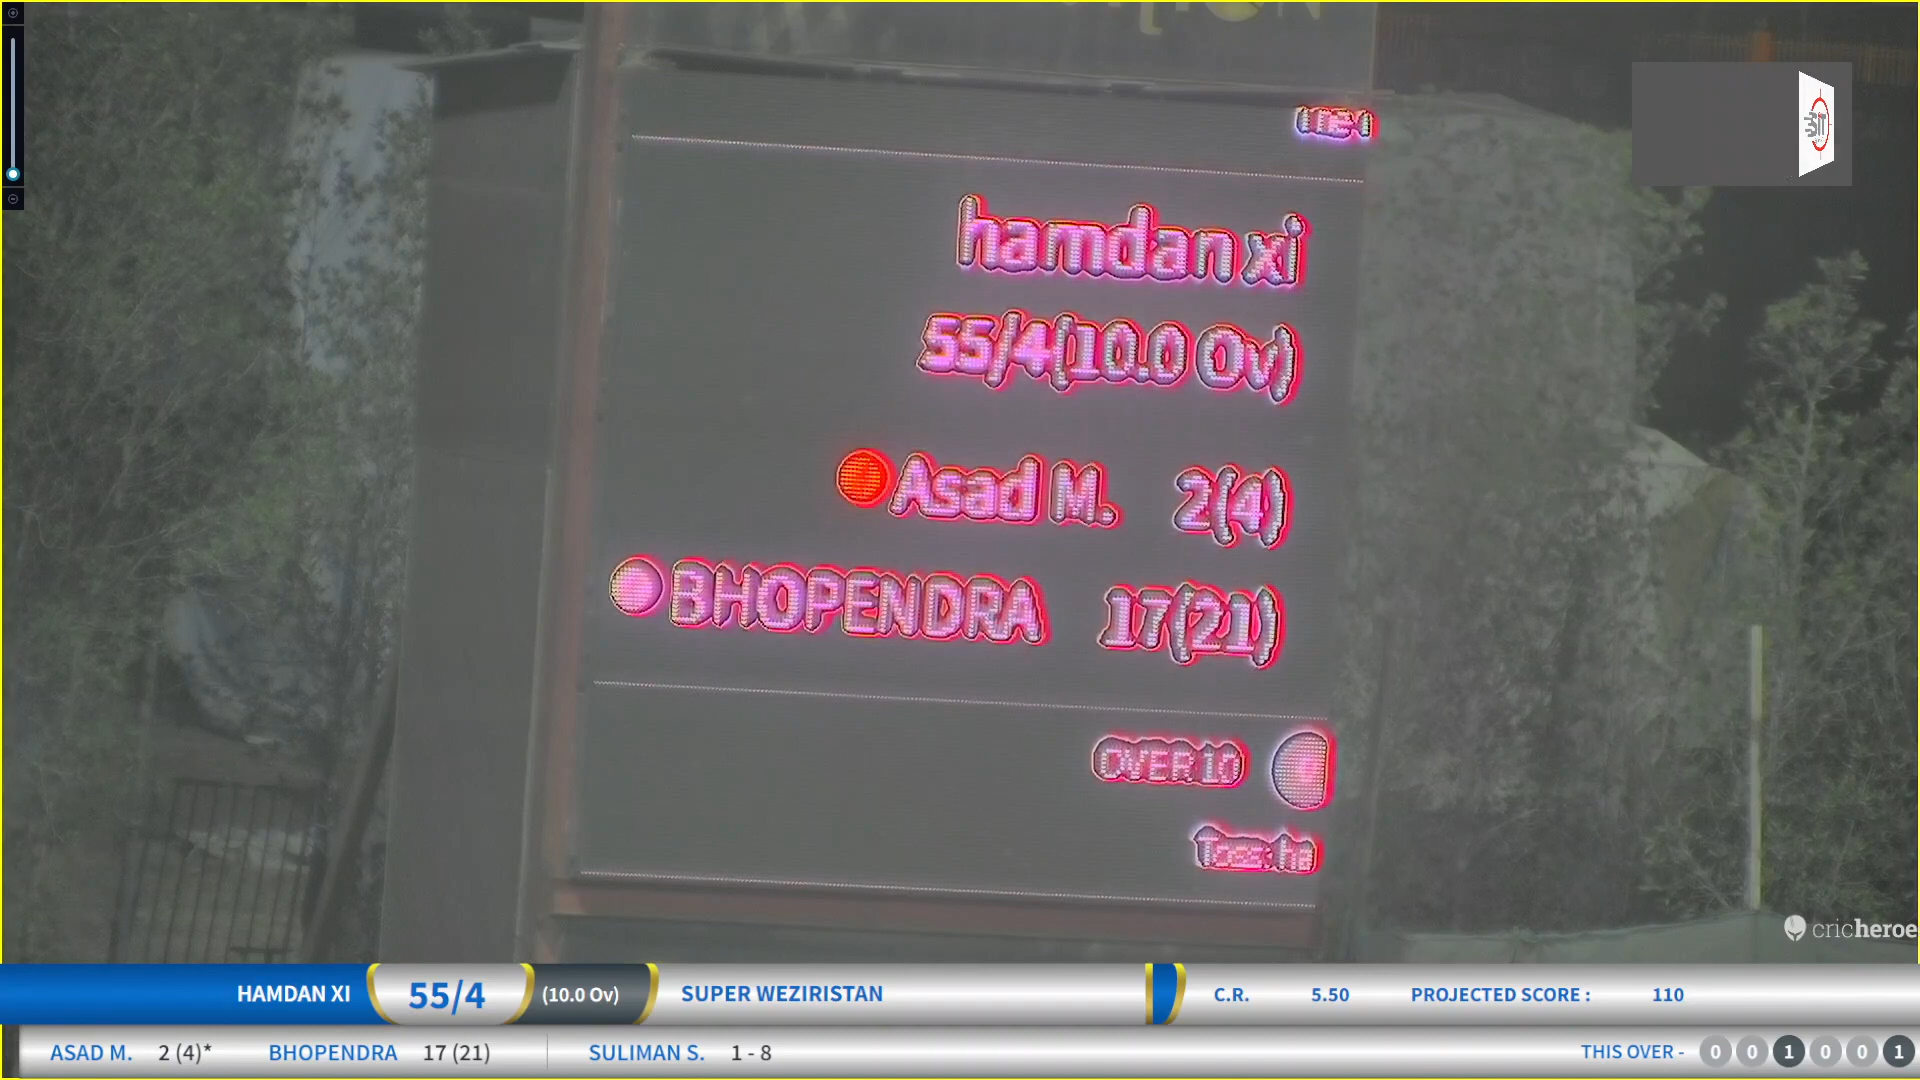 hamdan xi
55/4(10.0 Ov)
Asad M. 2(4)
BHOPENDRA 17(21)
OVER 10
cricheroe
HAMDAN XI 55/4 (10.0 Ov) SUPER WEZIRISTAN C.R. 5.50 PROJECTED SCORE : 110
ASAD M. 2 (4)* BHOPENDRA 17 (21) SULIMAN S. 1 - 8 THIS OVER - 0 0 1 0 0 1